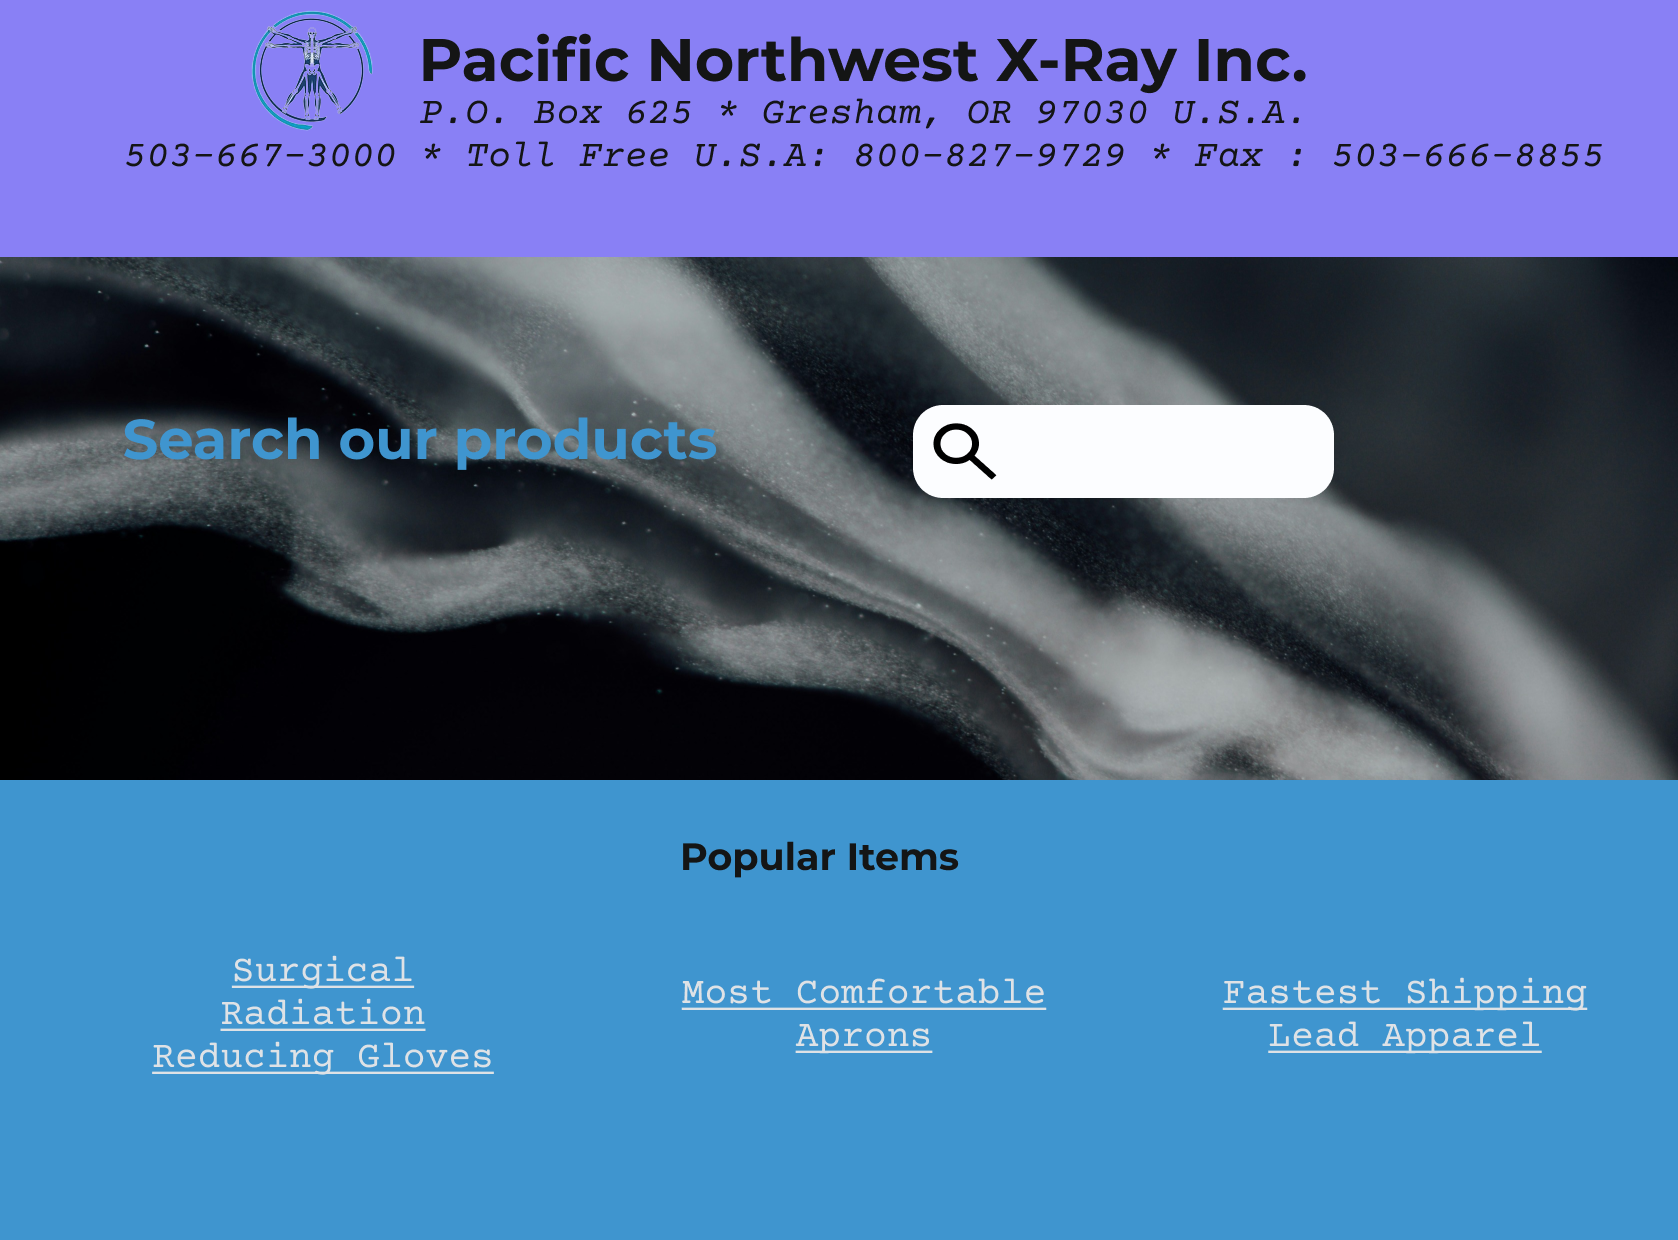 Pacific Northwest X-Ray Inc.
P.O. Box 625 * Gresham, OR 97030 U.S.A.
503-667-3000 * Toll Free U.S.A: 800-827-9729 * Fax : 503-666-8855
Search our products
Popular Items
Surgical
Radiation
Reducing Gloves
Most Comfortable
Aprons
Fastest Shipping
Lead Apparel